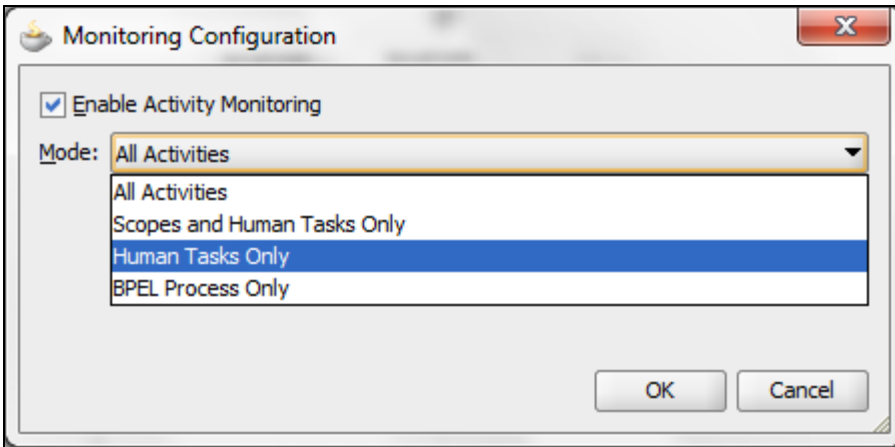 Monitoring Configuration
Enable Activity Monitoring
Mode: All Activities
All Activities
Scopes and Human Tasks Only
Human Tasks Only
BPEL Process Only
OK Cancel